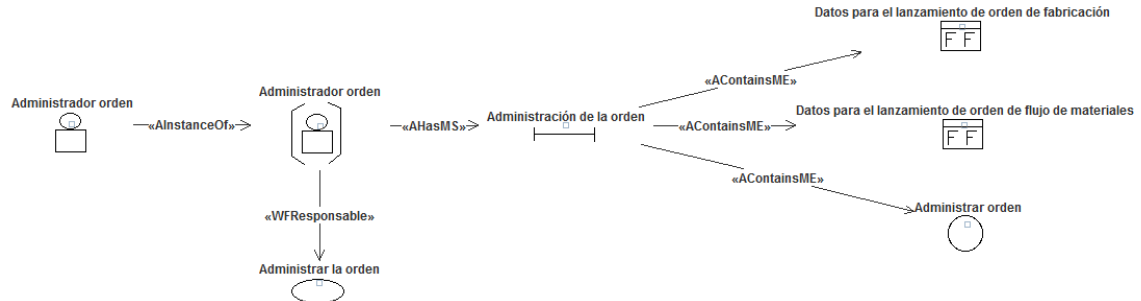 Datos para el lanzamiento de orden de fabricación
F F
«AContainsME»
Administrador orden
Administrador orden
«AInstanceOf»
«AHasMS»
Administración de la orden
«AContainsME»
Datos para el lanzamiento de orden de flujo de materiales
F F
«AContainsME»
Administrar orden
«WFResponsable»
Administrar la orden